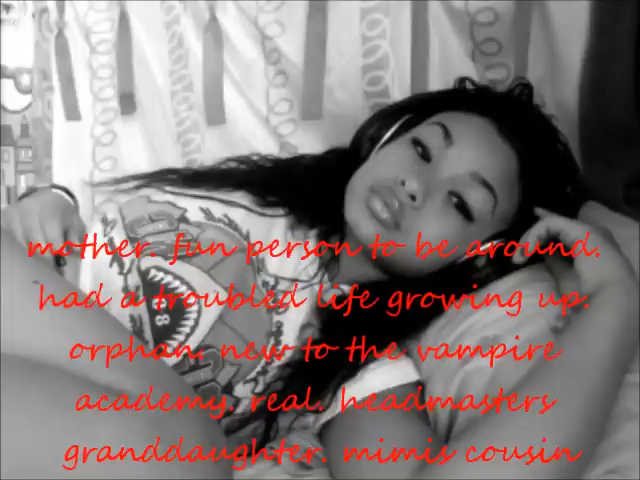 mother. fun person to be around.
had a troubled life growing up.
orphan. new to the vampire
academy. real. headmasters
granddaughter. mimis cousin